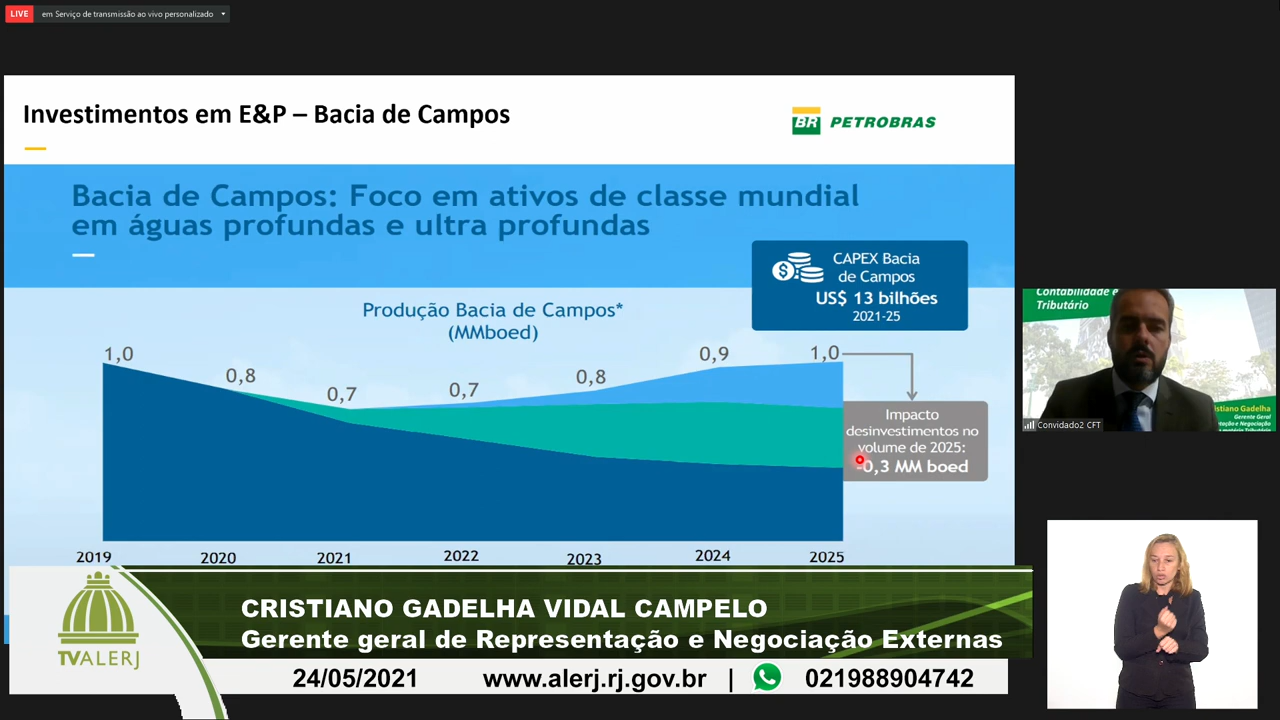 LIVE em Serviço de transmissão ao vivo personalizado
Investimentos em E&P – Bacia de Campos
BR PETROBRAS
Bacia de Campos: Foco em ativos de classe mundial
em águas profundas e ultra profundas
CAPEX Bacia
de Campos
US$ 13 bilhões
2021-25
Produção Bacia de Campos*
(MMboed)
1,0
0,8
0,7
0,7
0,8
0,9
1,0
Impacto
desinvestimentos no
volume de 2025:
-0,3 MM boed
2019
2020
2021
2022
2023
2024
2025
Contabilidade e
Tributário
stiano Gadelha
Gerente Geral
ntação e Negociação
matéria Tributária
Convidado2 CFT
TVALERJ
CRISTIANO GADELHA VIDAL CAMPELO
Gerente geral de Representação e Negociação Externas
24/05/2021 www.alerj.rj.gov.br | 021988904742